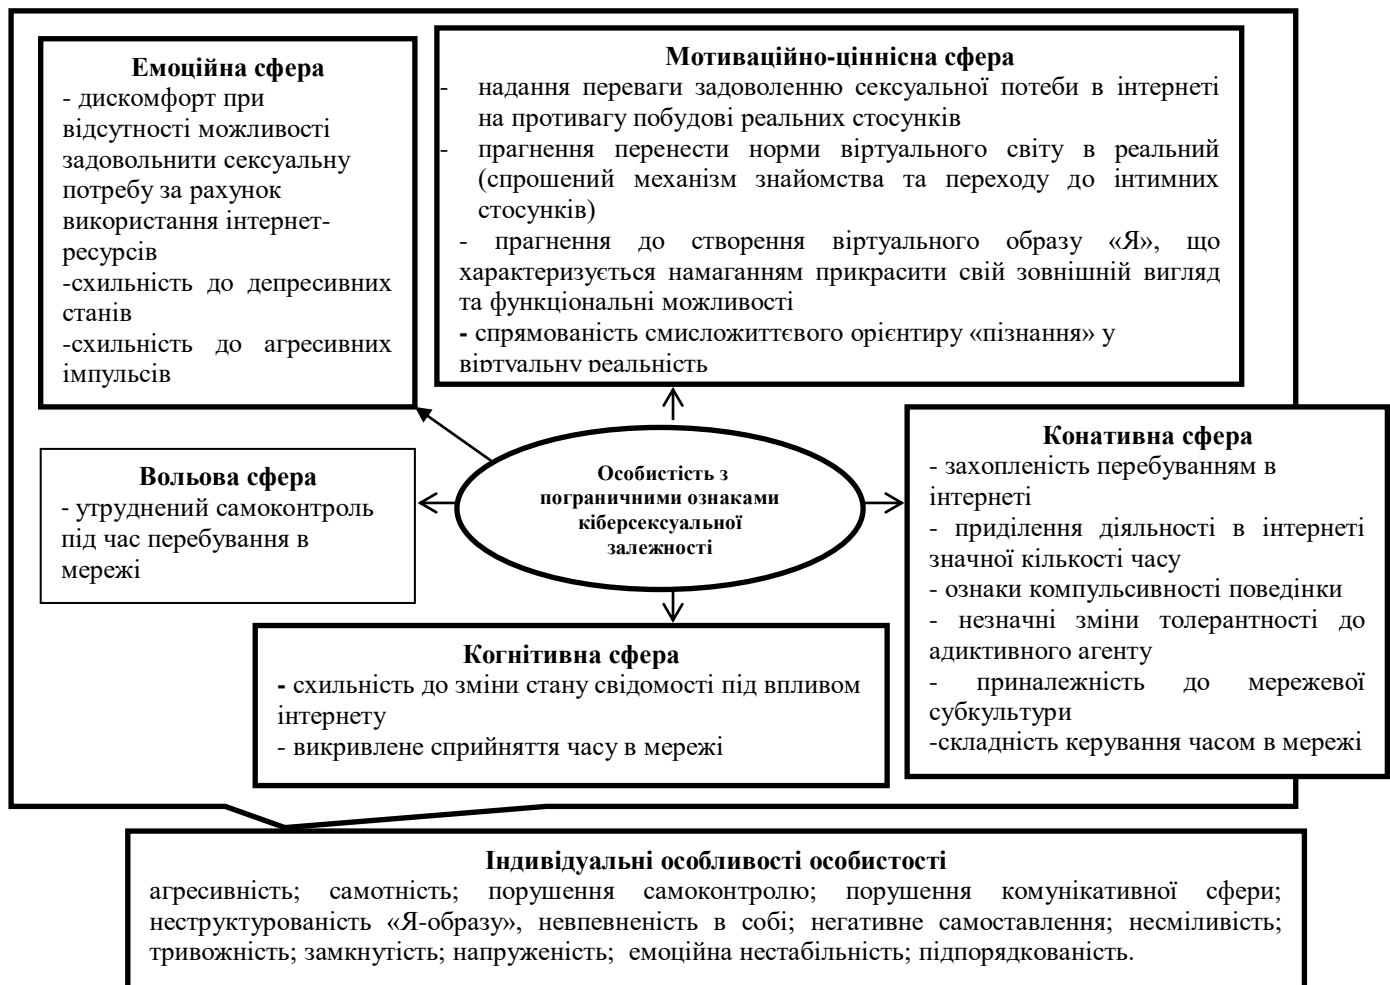 Емоційна сфера
- дискомфорт при
відсутності можливості
задовольнити сексуальну
потребу за рахунок
використання інтернет-
ресурсів
-схильність до депресивних
станів
-схильність до агресивних
імпульсів
Мотиваційно-ціннісна сфера
- надання переваги задоволенню сексуальної потеби в інтернеті
на противагу побудові реальних стосунків
- прагнення перенести норми віртуального світу в реальний
(спрошений механізм знайомства та переходу до інтимних
стосунків)
- прагнення до створення віртуального образу «Я», що
характеризується намаганням прикрасити свій зовнішній вигляд
та функціональні можливості
- спрямованість смисложиттєвого орієнтиру «пізнання» у
віртуальну реальність
Вольова сфера
- утруднений самоконтроль
під час перебування в
мережі
Особистість з
пограничними ознаками
кіберсексуальної
залежності
Конативна сфера
- захопленість перебуванням в
інтернеті
- приділення діяльності в інтернеті
значної кількості часу
- ознаки компульсивності поведінки
- незначні зміни толерантності до
адиктивного агенту
- приналежність до мережевої
субкультури
-складність керування часом в мережі
Когнітивна сфера
- схильність до зміни стану свідомості під впливом
інтернету
- викривлене сприйняття часу в мережі
Індивідуальні особливості особистості
агресивність; самотність; порушення самоконтролю; порушення комунікативної сфери;
неструктурованість «Я-образу», невпевненість в собі; негативне самоставлення; несміливість;
тривожність; замкнутість; напруженість; емоційна нестабільність; підпорядкованість.